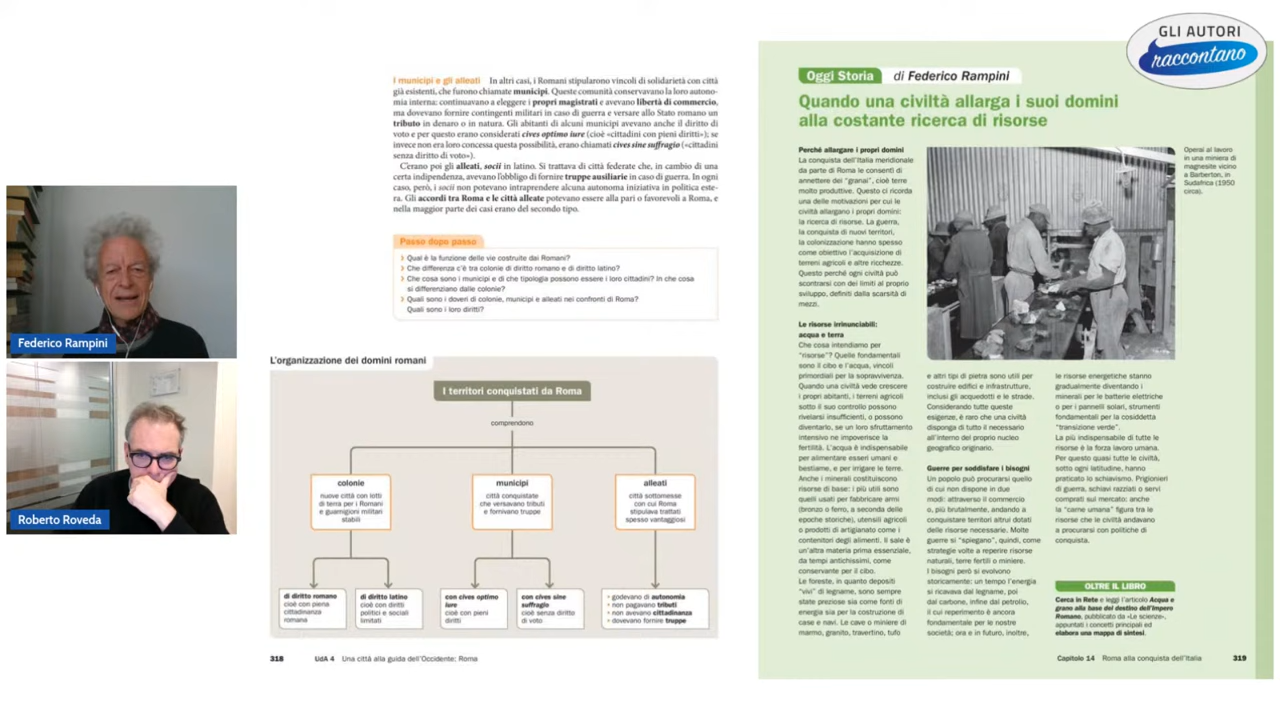 GLI AUTORI
raccontano
Federico Rampini
Roberto Roveda
I municipi e gli alleati In altri casi, i Romani stipularono vincoli di solidarietà con città
già esistenti, che furono chiamate municipi. Queste comunità conservavano la loro autono-
mia interna: continuavano a eleggere i propri magistrati e avevano libertà di commercio,
ma dovevano fornire contingenti militari in caso di guerra e versare allo Stato romano un
tributo in denaro o in natura. Gli abitanti di alcuni municipi avevano anche il diritto di
voto e per questo erano considerati cives optimo iure (cioè «cittadini con pieni diritti»); se
invece non era loro concessa questa possibilità, erano chiamati cives sine suffragio («cittadini
senza diritto di voto»).
C'erano poi gli alleati, socii in latino. Si trattava di città federate che, in cambio di una
certa indipendenza, avevano l'obbligo di fornire truppe ausiliarie in caso di guerra. In ogni
caso, però, i socii non potevano intraprendere alcuna autonoma iniziativa in politica este-
ra. Gli accordi tra Roma e le città alleate potevano essere alla pari o favorevoli a Roma, e
nella maggior parte dei casi erano del secondo tipo.
Passo dopo passo
Qual è la funzione delle vie costruite dai Romani?
Che differenza c'è tra colonie di diritto romano e di diritto latino?
Che cosa sono i municipi e di che tipologia possono essere i loro cittadini? In che cosa
si differenziano dalle colonie?
Quali sono i doveri di colonie, municipi e alleati nei confronti di Roma?
Quali sono i loro diritti?
L'organizzazione dei domini romani
I territori conquistati da Roma
comprendono
colonie
nuove città con lotti
di terra per i Romani
e guarnigioni militari
stabili
municipi
città conquistate
che versavano tributi
e fornivano truppe
alleati
città sottomesse
con cui Roma
stipulava trattati
spesso vantaggiosi
di diritto romano
cioè con piena
cittadinanza
romana
di diritto latino
cioè con diritti
politici e sociali
limitati
con cives optimo
iure
cioè con pieni
diritti
con cives sine
suffragio
cioè senza diritto
di voto
• godevano di autonomia
• non pagavano tributi
• non avevano cittadinanza
• dovevano fornire truppe
318 UdA 4 Una città alla guida dell'Occidente: Roma
Oggi Storia di Federico Rampini
Quando una civiltà allarga i suoi domini
alla costante ricerca di risorse
Perché allargare i propri domini
La conquista dell'Italia meridionale
da parte di Roma le consentì di
annettere dei "granai", cioè terre
molto produttive. Questo ci ricorda
una delle motivazioni per cui le
civiltà allargano i propri domini:
la ricerca di risorse. La guerra,
la conquista di nuovi territori,
la colonizzazione hanno spesso
come obiettivo l'acquisizione di
terreni agricoli e altre ricchezze.
Questo perché ogni civiltà può
scontrarsi con dei limiti al proprio
sviluppo, definiti dalla scarsità di
mezzi.
Le risorse irrinunciabili:
acqua e terra
Che cosa intendiamo per
"risorse"? Quelle fondamentali
sono il cibo e l'acqua, vincoli
primordiali per la sopravvivenza.
Quando una civiltà vede crescere
i propri abitanti, i terreni agricoli
sotto il suo controllo possono
rivelarsi insufficienti, o possono
diventarlo, se un loro sfruttamento
intensivo ne impoverisce la
fertilità. L'acqua è indispensabile
per alimentare esseri umani e
bestiame, e per irrigare le terre.
Anche i minerali costituiscono
risorse di base: i più utili sono
quelli usati per fabbricare armi
(bronzo o ferro, a seconda delle
epoche storiche), utensili agricoli
o prodotti di artigianato come i
contenitori degli alimenti. Il sale è
un'altra materia prima essenziale,
da tempi antichissimi, come
conservante per il cibo.
Le foreste, in quanto depositi
"vivi" di legname, sono sempre
state preziose sia come fonti di
energia sia per la costruzione di
case e navi. Le cave o miniere di
marmo, granito, travertino, tufo
Operai al lavoro
in una miniera di
magnesite vicino
a Barberton, in
Sudafrica (1950
circa).
e altri tipi di pietra sono utili per
costruire edifici e infrastrutture,
inclusi gli acquedotti e le strade.
Considerando tutte queste
esigenze, è raro che una civiltà
disponga di tutto il necessario
all'interno del proprio nucleo
geografico originario.
Guerre per soddisfare i bisogni
Un popolo può procurarsi quello
di cui non dispone in due
modi: attraverso il commercio
o, più brutalmente, andando a
conquistare territori altrui dotati
delle risorse necessarie. Molte
guerre si "spiegano", quindi, come
strategie volte a reperire risorse
naturali, terre fertili o miniere.
I bisogni però si evolvono
storicamente: un tempo l'energia
si ricavava dal legname, poi
dal carbone, infine dal petrolio,
il cui reperimento è ancora
fondamentale per le nostre
società; ora e in futuro, inoltre,
le risorse energetiche stanno
gradualmente diventando i
minerali per le batterie elettriche
o per i pannelli solari, strumenti
fondamentali per la cosiddetta
"transizione verde".
La più indispensabile di tutte le
risorse è la forza lavoro umana.
Per questo quasi tutte le civiltà,
sotto ogni latitudine, hanno
praticato lo schiavismo. Prigionieri
di guerra, schiavi razziati o servi
comprati sul mercato: anche
la "carne umana" figura tra le
risorse che le civiltà andavano
a procurarsi con politiche di
conquista.
OLTRE IL LIBRO
Cerca in Rete e leggi l'articolo Acqua e
grano alla base del destino dell'Impero
Romano, pubblicato da «Le scienze»,
appuntati i concetti principali ed
elabora una mappa di sintesi.
Capitolo 14 Roma alla conquista dell'Italia 319